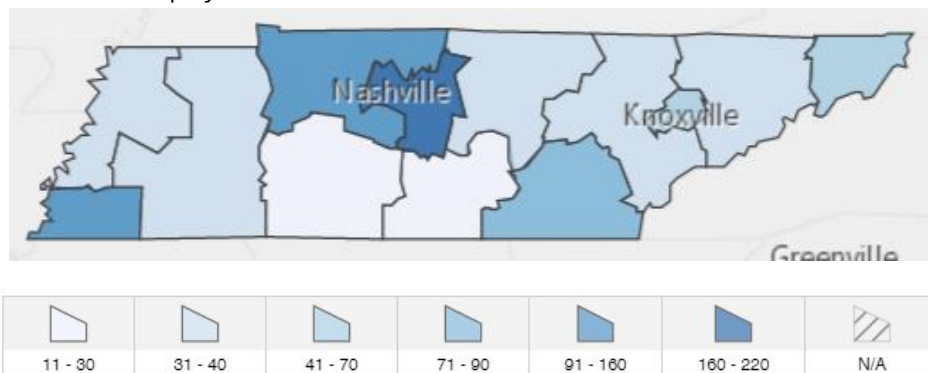 Nashville
Knoxville
Greenville
11 - 30
31 - 40
41 - 70
71 - 90
91 - 160
160 - 220
N/A